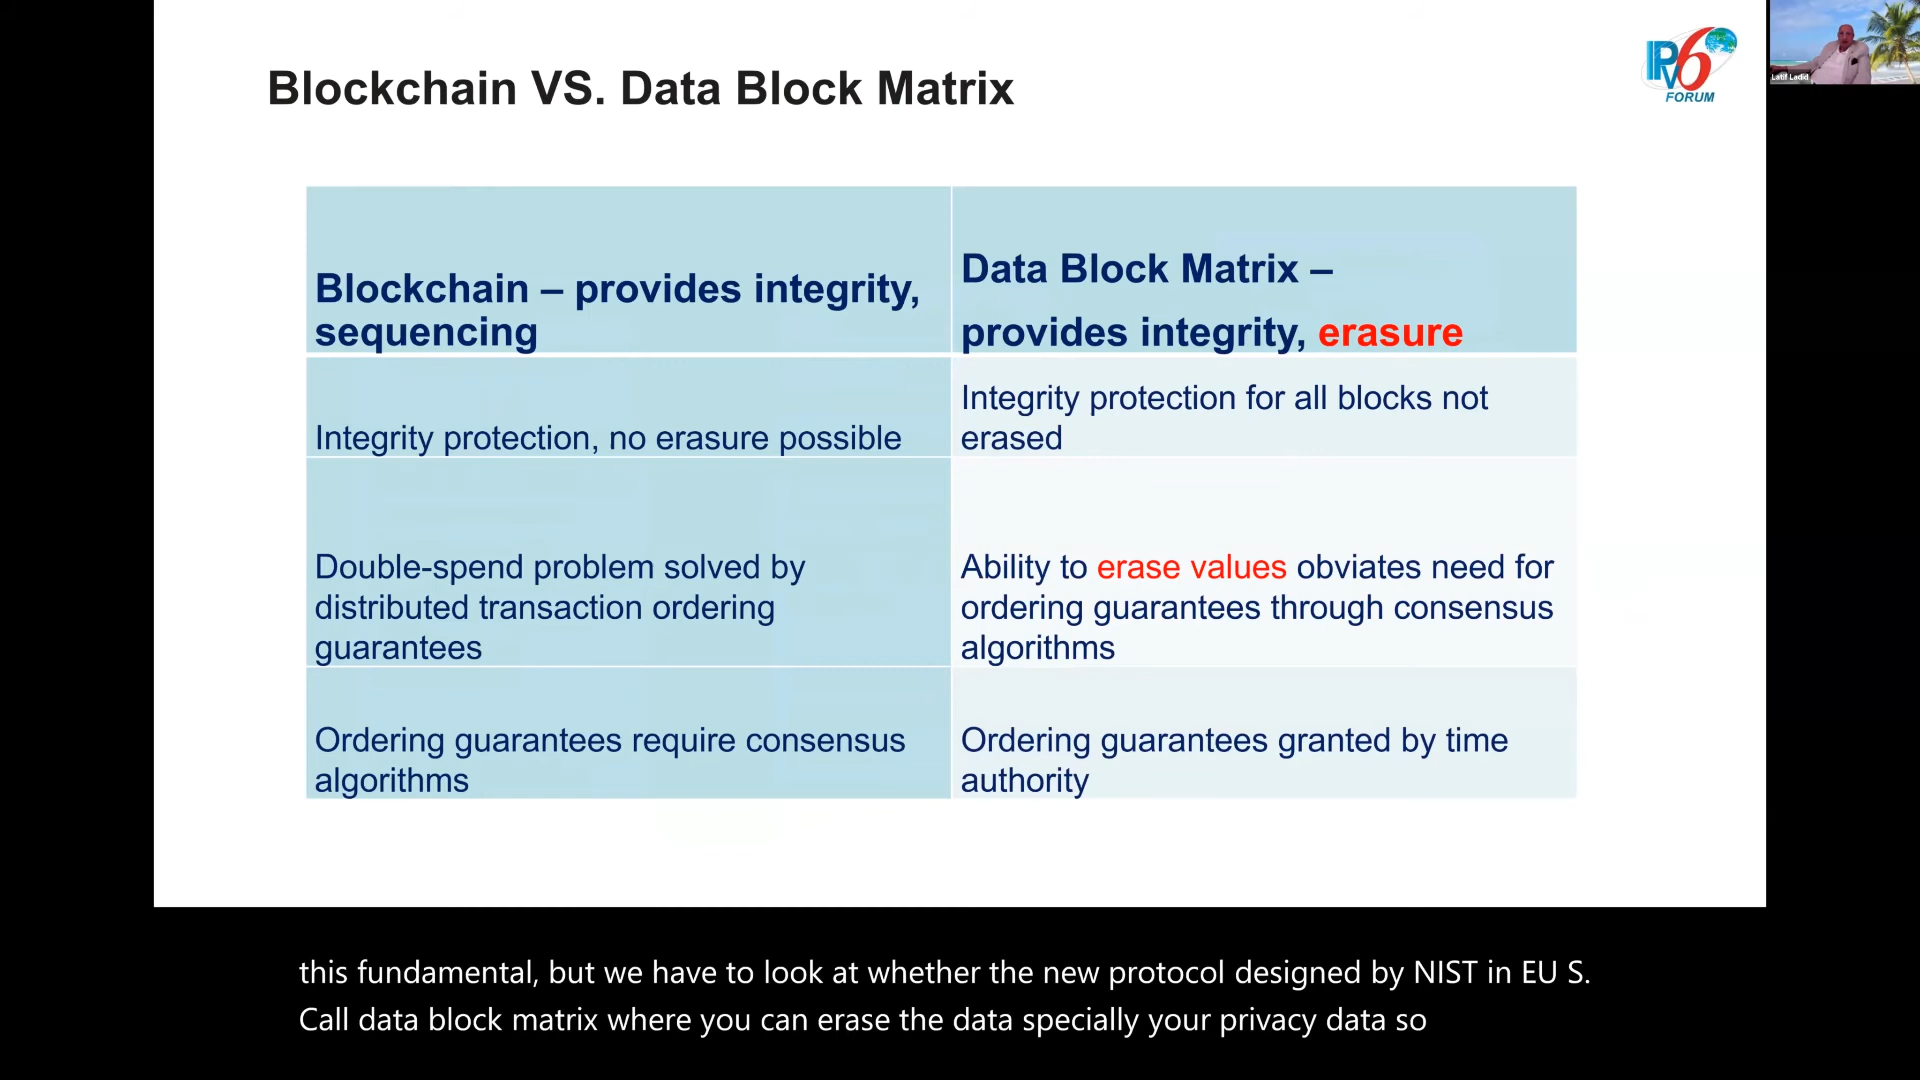 Blockchain VS. Data Block Matrix
IPv6
FORUM
Latif Ladid
Blockchain – provides integrity,
sequencing
Data Block Matrix –
provides integrity, erasure
Integrity protection, no erasure possible
Integrity protection for all blocks not
erased
Double-spend problem solved by
distributed transaction ordering
guarantees
Ability to erase values obviates need for
ordering guarantees through consensus
algorithms
Ordering guarantees require consensus
algorithms
Ordering guarantees granted by time
authority
this fundamental, but we have to look at whether the new protocol designed by NIST in EU S.
Call data block matrix where you can erase the data specially your privacy data so